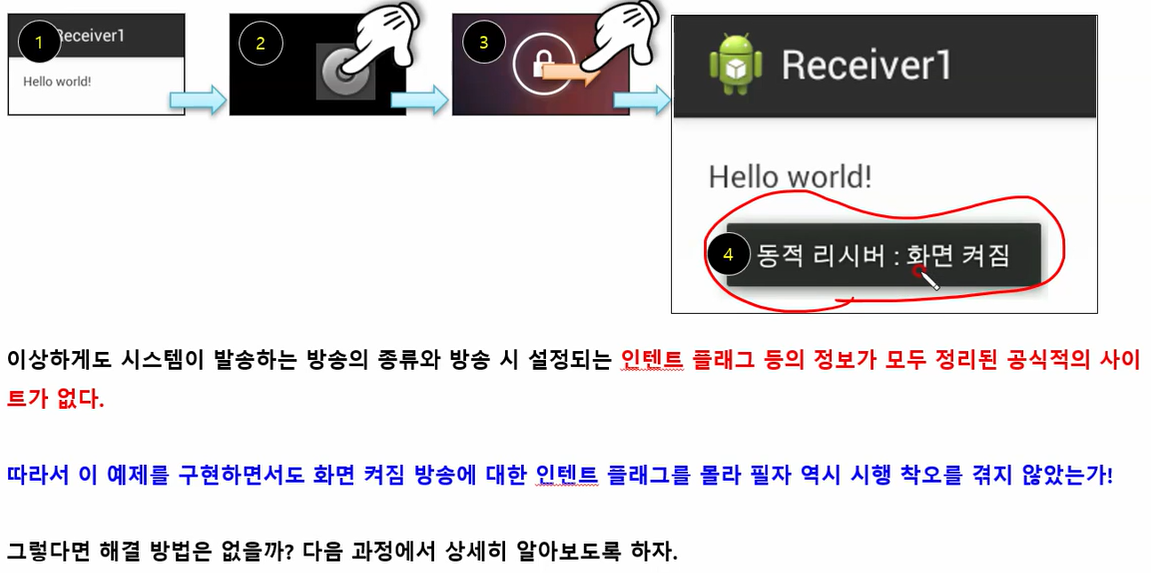 1
Receiver1
Hello world!
2
3
Receiver1
Hello world!
4
동적 리시버 : 화면 켜짐
이상하게도 시스템이 발송하는 방송의 종류와 방송 시 설정되는 인텐트 플래그 등의 정보가 모두 정리된 공식적의 사이
트가 없다.
따라서 이 예제를 구현하면서도 화면 켜짐 방송에 대한 인텐트 플래그를 몰라 필자 역시 시행 착오를 겪지 않았는가!
그렇다면 해결 방법은 없을까? 다음 과정에서 상세히 알아보도록 하자.